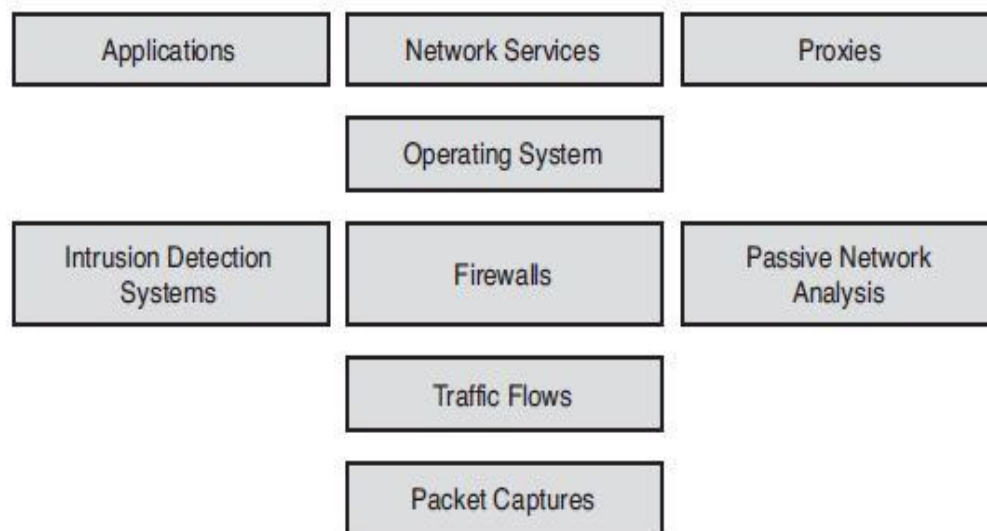 Applications
Network Services
Proxies
Operating System
Intrusion Detection
Systems
Firewalls
Passive Network
Analysis
Traffic Flows
Packet Captures